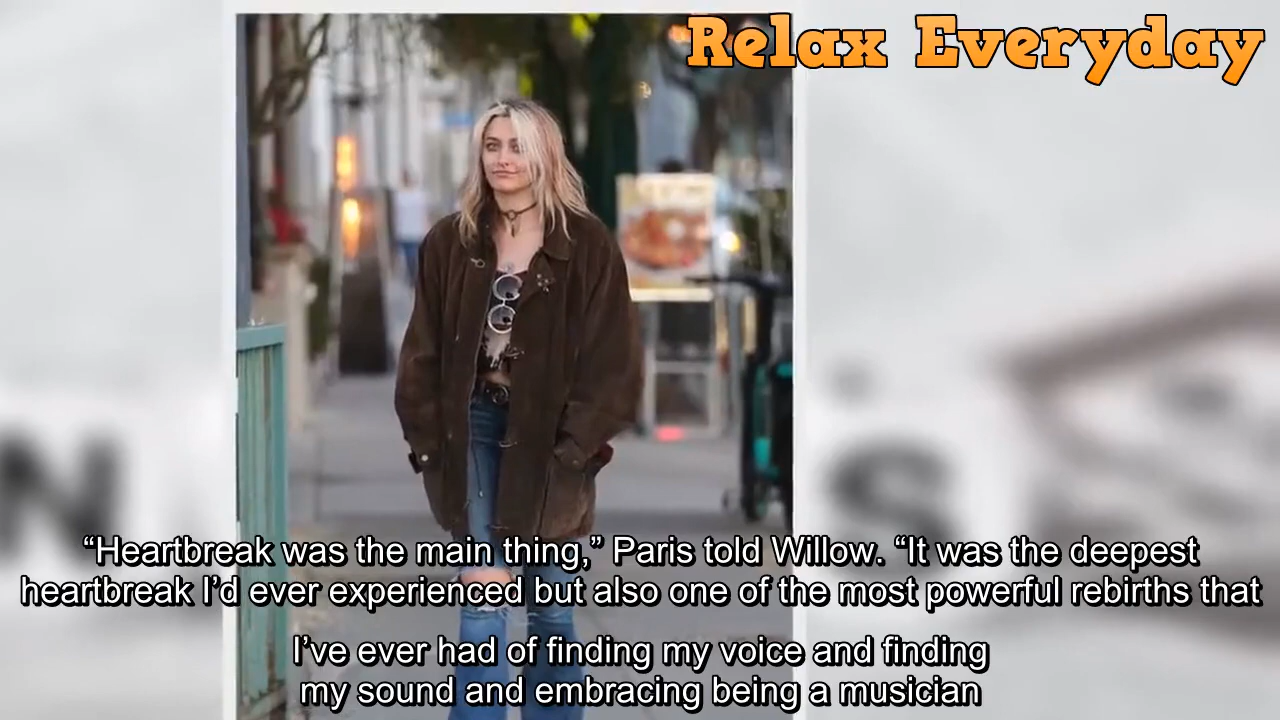 Relax Everyday
“Heartbreak was the main thing,” Paris told Willow. “It was the deepest
heartbreak I’d ever experienced but also one of the most powerful rebirths that
I’ve ever had of finding my voice and finding
my sound and embracing being a musician